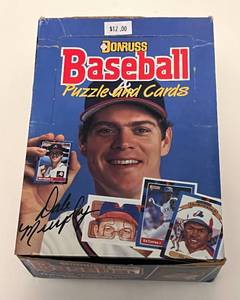 $12.00
DONRUSS
Baseball
Puzzle and Cards
Dale
Murphy